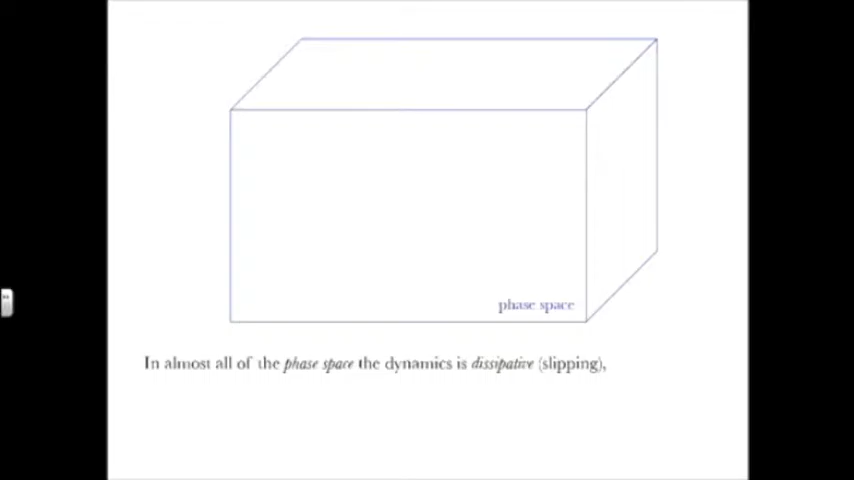 phase space
In almost all of the phase space the dynamics is dissipative (slipping),